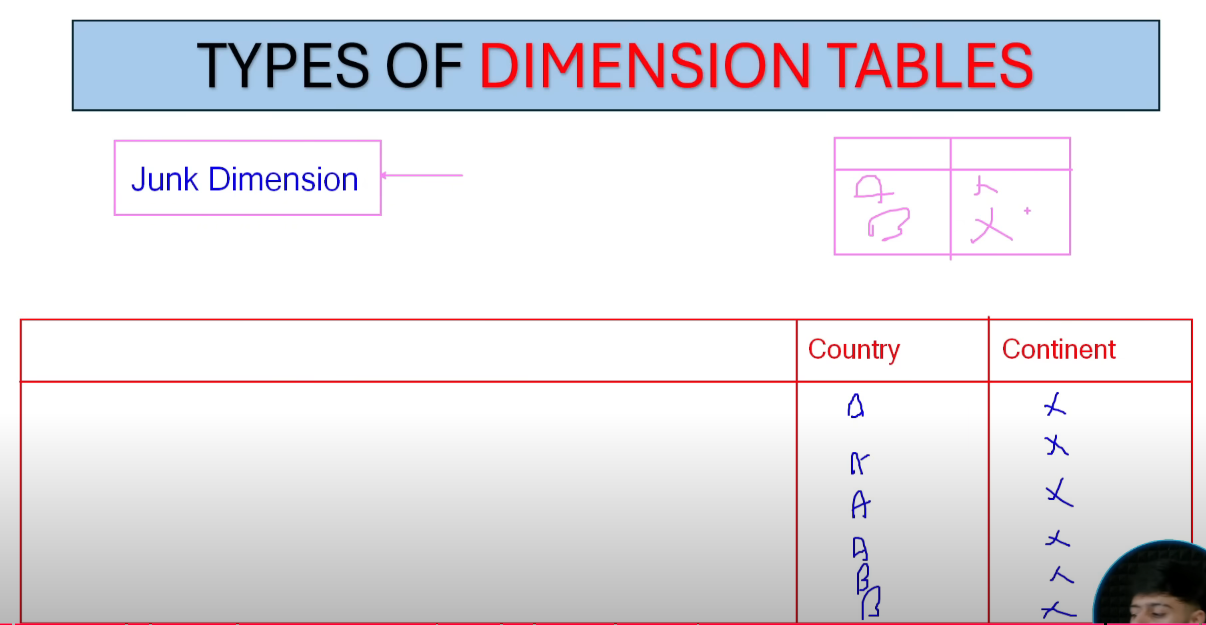 TYPES OF DIMENSION TABLES
Junk Dimension
A X
B X
Country Continent
A X
A X
A X
A X
B X
B X